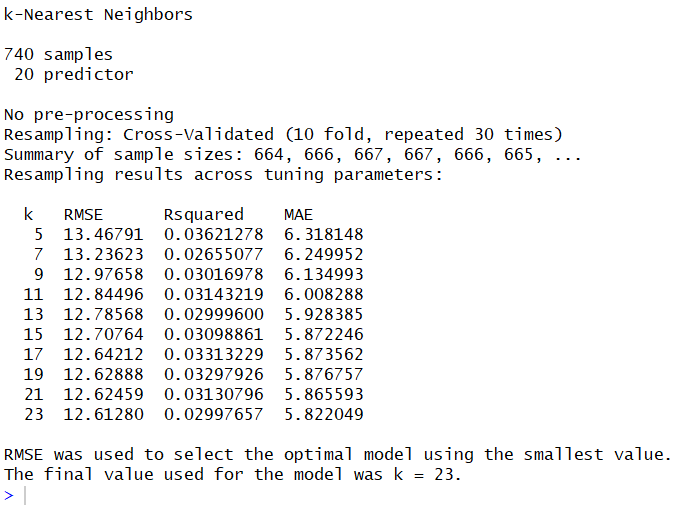 k-Nearest Neighbors
740 samples
20 predictor
No pre-processing
Resampling: Cross-Validated (10 fold, repeated 30 times)
Summary of sample sizes: 664, 666, 667, 667, 666, 665, ...
Resampling results across tuning parameters:
k   RMSE      Rsquared    MAE
5  13.46791  0.03621278  6.318148
7  13.23623  0.02655077  6.249952
9  12.97658  0.03016978  6.134993
11  12.84496  0.03143219  6.008288
13  12.78568  0.02999600  5.928385
15  12.70764  0.03098861  5.872246
17  12.64212  0.03313229  5.873562
19  12.62888  0.03297926  5.876757
21  12.62459  0.03130796  5.865593
23  12.61280  0.02997657  5.822049
RMSE was used to select the optimal model using the smallest value.
The final value used for the model was k = 23.
>